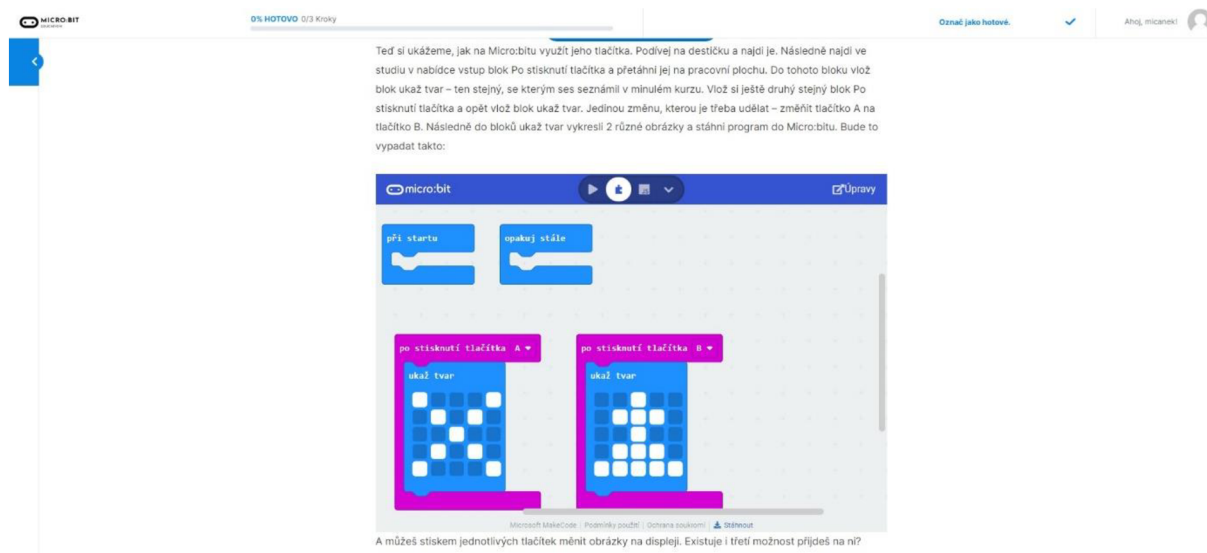 MICRO:BIT
0% HOTOVO 0/3 Kroky
Označ jako hotové.
Ahoj, micanek!
Teď si ukážeme, jak na Micro:bitu využít jeho tlačítka. Podívej na destičku a najdi je. Následně najdi ve
studiu v nabídce vstup blok Po stisknutí tlačítka a přetáhni jej na pracovní plochu. Do tohoto bloku vlož
blok ukaž tvar – ten stejný, se kterým ses seznámil v minulém kurzu. Vlož si ještě druhý stejný blok Po
stisknutí tlačítka a opět vlož blok ukaž tvar. Jedinou změnu, kterou je třeba udělat – změnit tlačítko A na
tlačítko B. Následně do bloků ukaž tvar vykresli 2 různé obrázky a stáhni program do Micro:bitu. Bude to
vypadat takto:
micro:bit
Úpravy
při startu
opakuj stále
po stisknutí tlačítka A
po stisknutí tlačítka B
ukaž tvar
ukaž tvar
Microsoft MakeCode | Podmínky použití | Ochrana soukromí | Stáhnout
A můžeš stiskem jednotlivých tlačítek měnit obrázky na displeji. Existuje i třetí možnost přijdeš na ni?